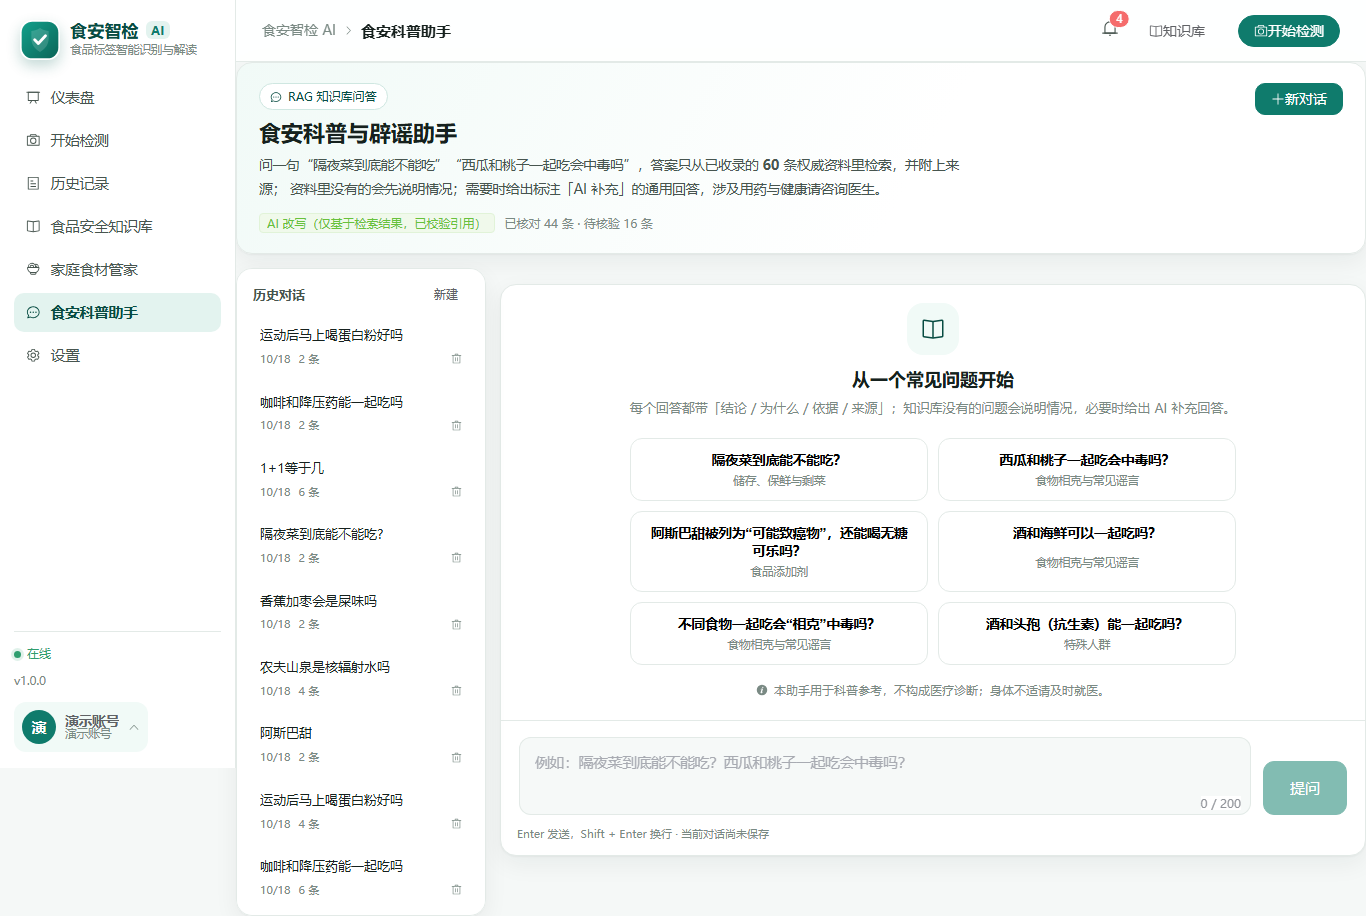 食安智检 AI
食品标签智能识别与解读
仪表盘
开始检测
历史记录
食品安全知识库
家庭食材管家
食安科普助手
设置
在线
v1.0.0
演
演示账号
演示账号
食安智检 AI > 食安科普助手
4
知识库
开始检测
RAG 知识库问答
+新对话
食安科普与辟谣助手
问一句“隔夜菜到底能不能吃”“西瓜和桃子一起吃会中毒吗”，答案只从已收录的 60 条权威资料里检索，并附上来
源； 资料里没有的会先说明情况；需要时给出标注「AI 补充」的通用回答，涉及用药与健康请咨询医生。
AI 改写（仅基于检索结果，已校验引用）
已核对 44 条 · 待核验 16 条
历史对话
新建
运动后马上喝蛋白粉好吗
10/18 2 条
咖啡和降压药能一起吃吗
10/18 2 条
1+1等于几
10/18 6 条
隔夜菜到底能不能吃?
10/18 2 条
香蕉加枣会是屎味吗
10/18 2 条
农夫山泉是核辐射水吗
10/18 4 条
阿斯巴甜
10/18 2 条
运动后马上喝蛋白粉好吗
10/18 4 条
咖啡和降压药能一起吃吗
10/18 6 条
从一个常见问题开始
每个回答都带「结论 / 为什么 / 依据 / 来源」；知识库没有的问题会说明情况，必要时给出 AI 补充回答。
隔夜菜到底能不能吃?
储存、保鲜与剩菜
西瓜和桃子一起吃会中毒吗?
食物相克与常见谣言
阿斯巴甜被列为“可能致癌物”，还能喝无糖
可乐吗?
食品添加剂
酒和海鲜可以一起吃吗?
食物相克与常见谣言
不同食物一起吃会“相克”中毒吗?
食物相克与常见谣言
酒和头孢（抗生素）能一起吃吗?
特殊人群
本助手用于科普参考，不构成医疗诊断；身体不适请及时就医。
例如：隔夜菜到底能不能吃？西瓜和桃子一起吃会中毒吗？
0 / 200
提问
Enter 发送，Shift + Enter 换行 · 当前对话尚未保存